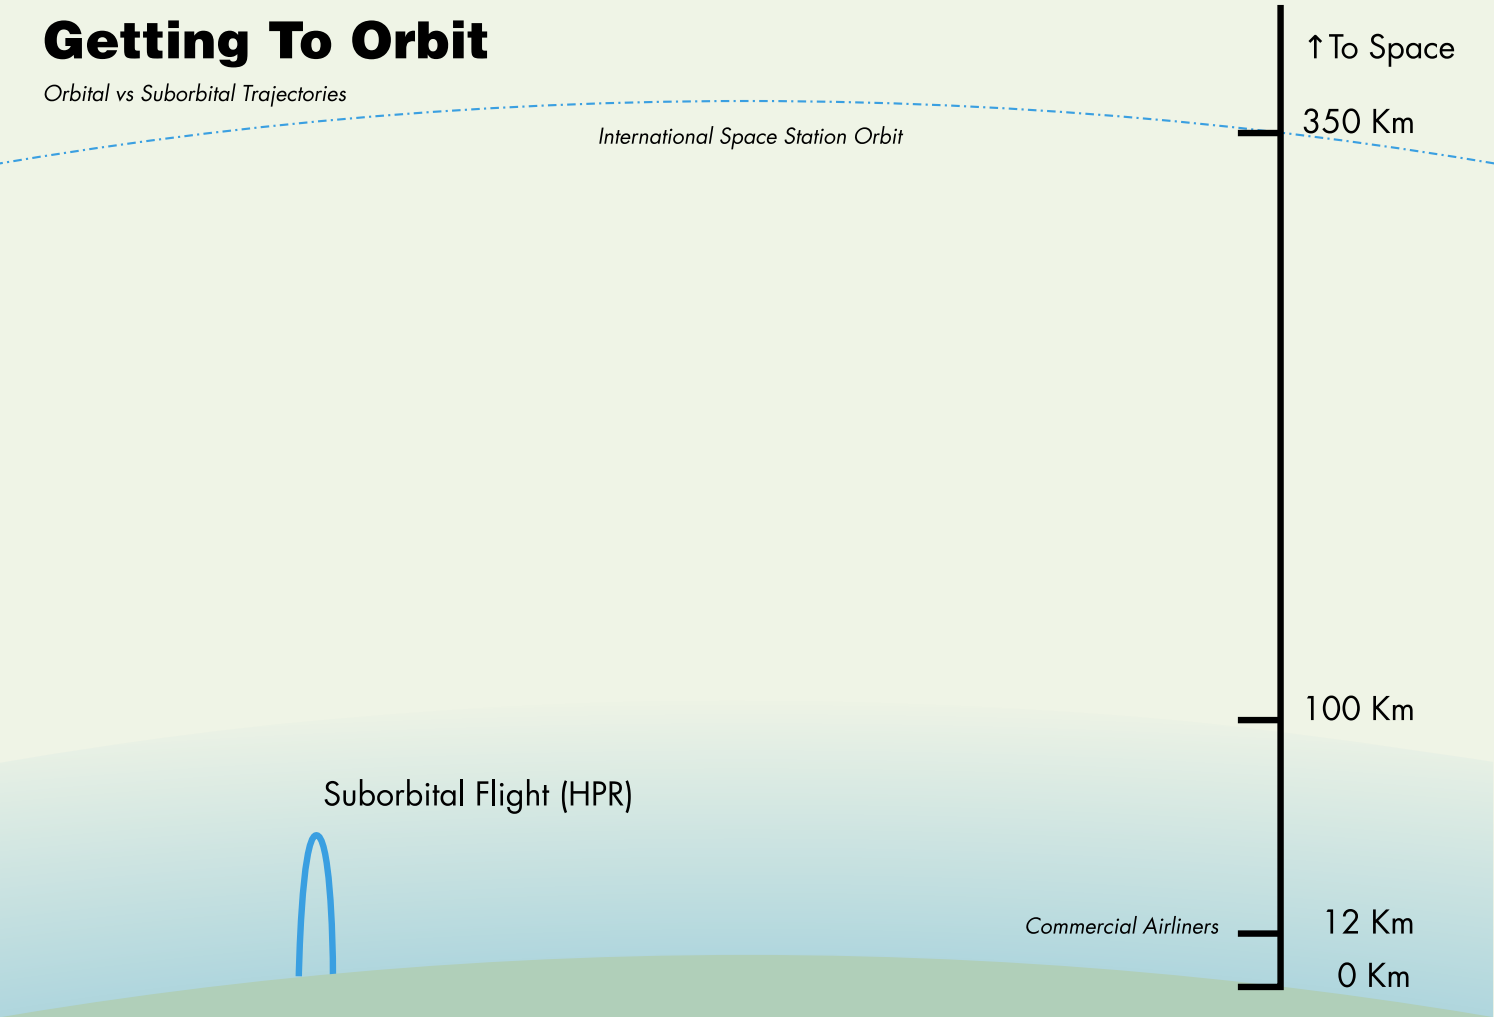 Getting To Orbit
Orbital vs Suborbital Trajectories
↑To Space
350 Km
International Space Station Orbit
100 Km
Suborbital Flight (HPR)
Commercial Airliners
12 Km
0 Km